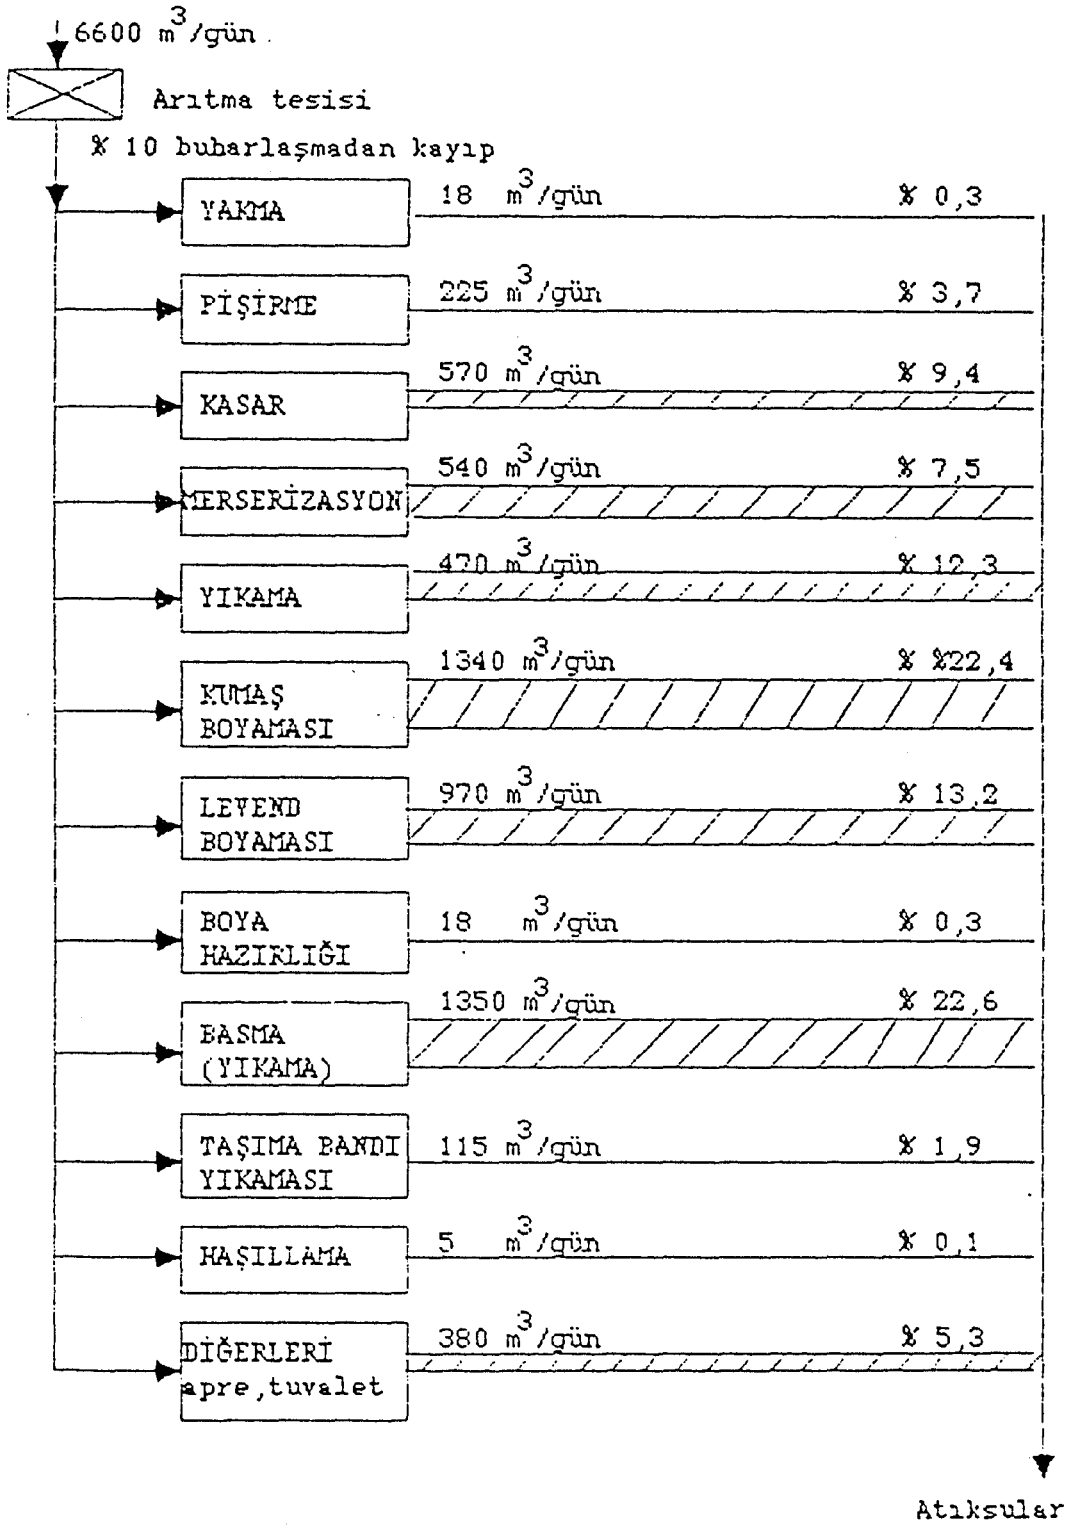 6600 m³/gün
Arıtma tesisi
% 10 buharlaşmadan kayıp
YAKMA 18 m³/gün % 0,3
PİŞİRME 225 m³/gün % 3,7
KASAR 570 m³/gün % 9,4
MERSERİZASYON 540 m³/gün % 7,5
YIKAMA 470 m³/gün % 12,3
KUMAŞ
BOYAMASI
1340 m³/gün % %22,4
LEVEND
BOYAMASI
970 m³/gün % 13,2
BOYA
HAZIRLIĞI
18 m³/gün % 0,3
BASMA
(YIKAMA)
1350 m³/gün % 22,6
TAŞIMA BANDI
YIKAMASI
115 m³/gün % 1,9
HAŞILLAMA 5 m³/gün % 0,1
DİĞERLERİ
apre,tuvalet
380 m³/gün % 5,3
Atıksular